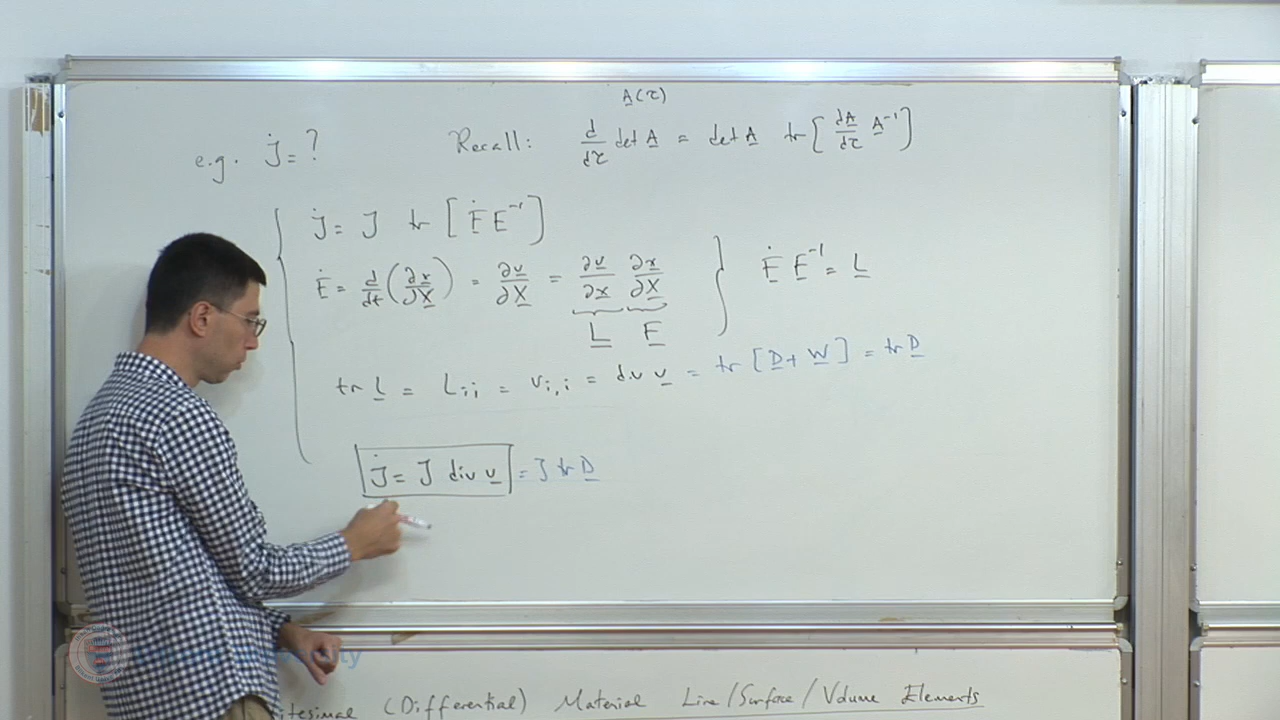 A(τ)
e.g. J̇ = ? Recall: d/dτ det A = det A tr [ dA/dτ A⁻¹ ]
J̇ = J tr [ Ḟ F⁻¹ ]
Ḟ = d/dt ( ∂x/∂X ) = ∂v/∂X = ∂v/∂x ∂x/∂X } Ḟ F⁻¹ = L
L F
tr L = Lᵢᵢ = vᵢ,ᵢ = div v = tr [ D + W ] = tr D
J̇ = J div v = J tr D
(Differential) Material Line/Surface/Volume Elements